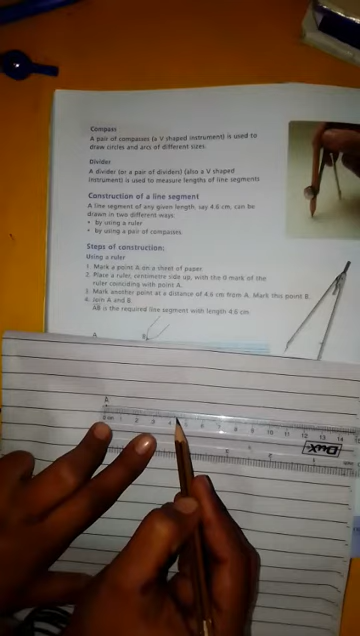 Compass
A pair of compasses (a V shaped instrument) is used to
draw circles and arcs of different sizes.
Divider
A divider (or a pair of dividers) (also a V shaped
instrument) is used to measure lengths of line segments
Construction of a line segment
A line segment of any given length, say 4.6 cm, can be
drawn in two different ways:
• by using a ruler
• by using a pair of compasses
Steps of construction:
Using a ruler
1. Mark a point A on a sheet of paper.
2. Place a ruler, centimetre side up, with the 0 mark of the
ruler coinciding with point A.
3. Mark another point at a distance of 4.6 cm from A. Mark this point B.
4. Join A and B.
AB is the required line segment with length 4.6 cm
A B
A
0 cm 1 2 3 4 5 6 7 8 9 10 11 12 13 14
DUX